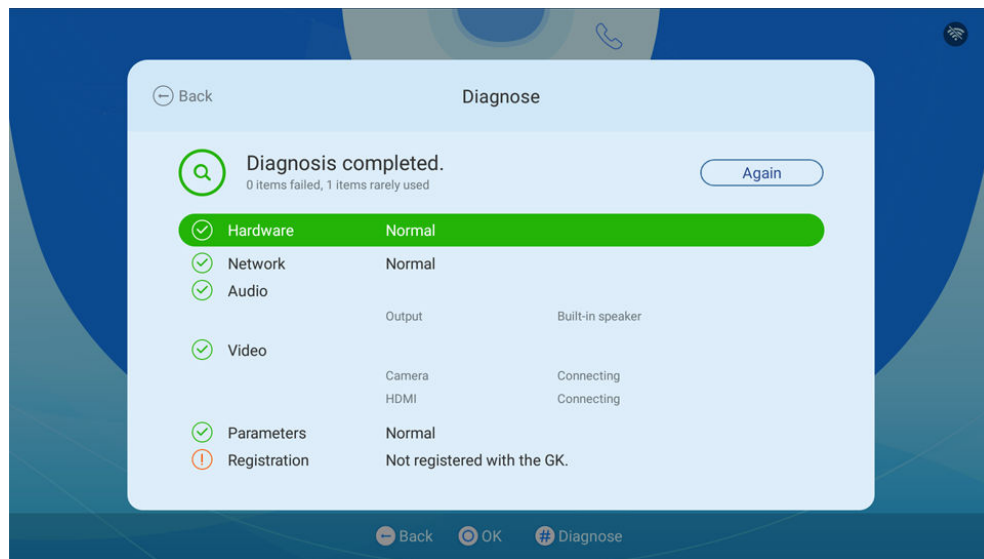 Back
Diagnose
Diagnosis completed.
0 items failed, 1 items rarely used
Again
Hardware Normal
Network Normal
Audio
Output Built-in speaker
Video
Camera Connecting
HDMI Connecting
Parameters Normal
Registration Not registered with the GK.
Back OK # Diagnose